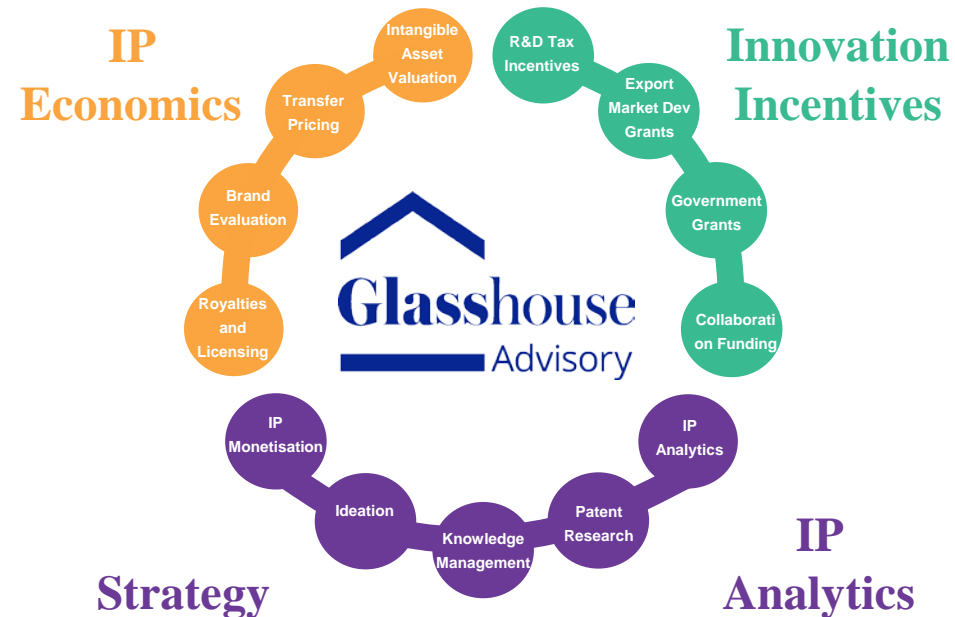 IP
Economics
Intangible
Asset
Valuation
Transfer
Pricing
Brand
Evaluation
Royalties
and
Licensing
R&D Tax
Incentives
Export
Market Dev
Grants
Government
Grants
Collaborati
on Funding
Innovation
Incentives
Glasshouse
Advisory
IP
Monetisation
Ideation
Knowledge
Management
Patent
Research
IP
Analytics
Strategy
IP
Analytics